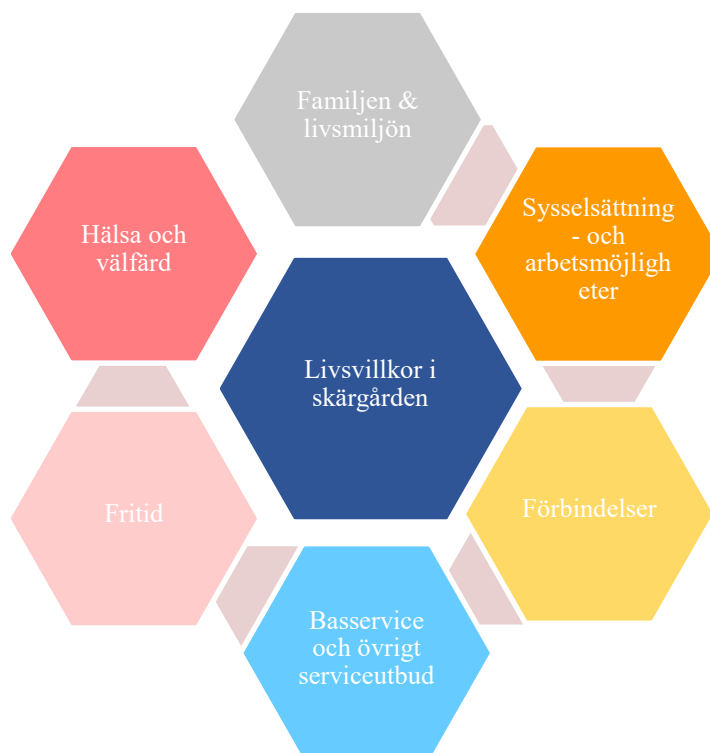 Familjen &
livsmiljön
Hälsa och
välfärd
Sysselsättning
- och
arbetsmöjligh
eter
Livsvillkor i
skärgården
Fritid
Förbindelser
Basservice
och övrigt
serviceutbud